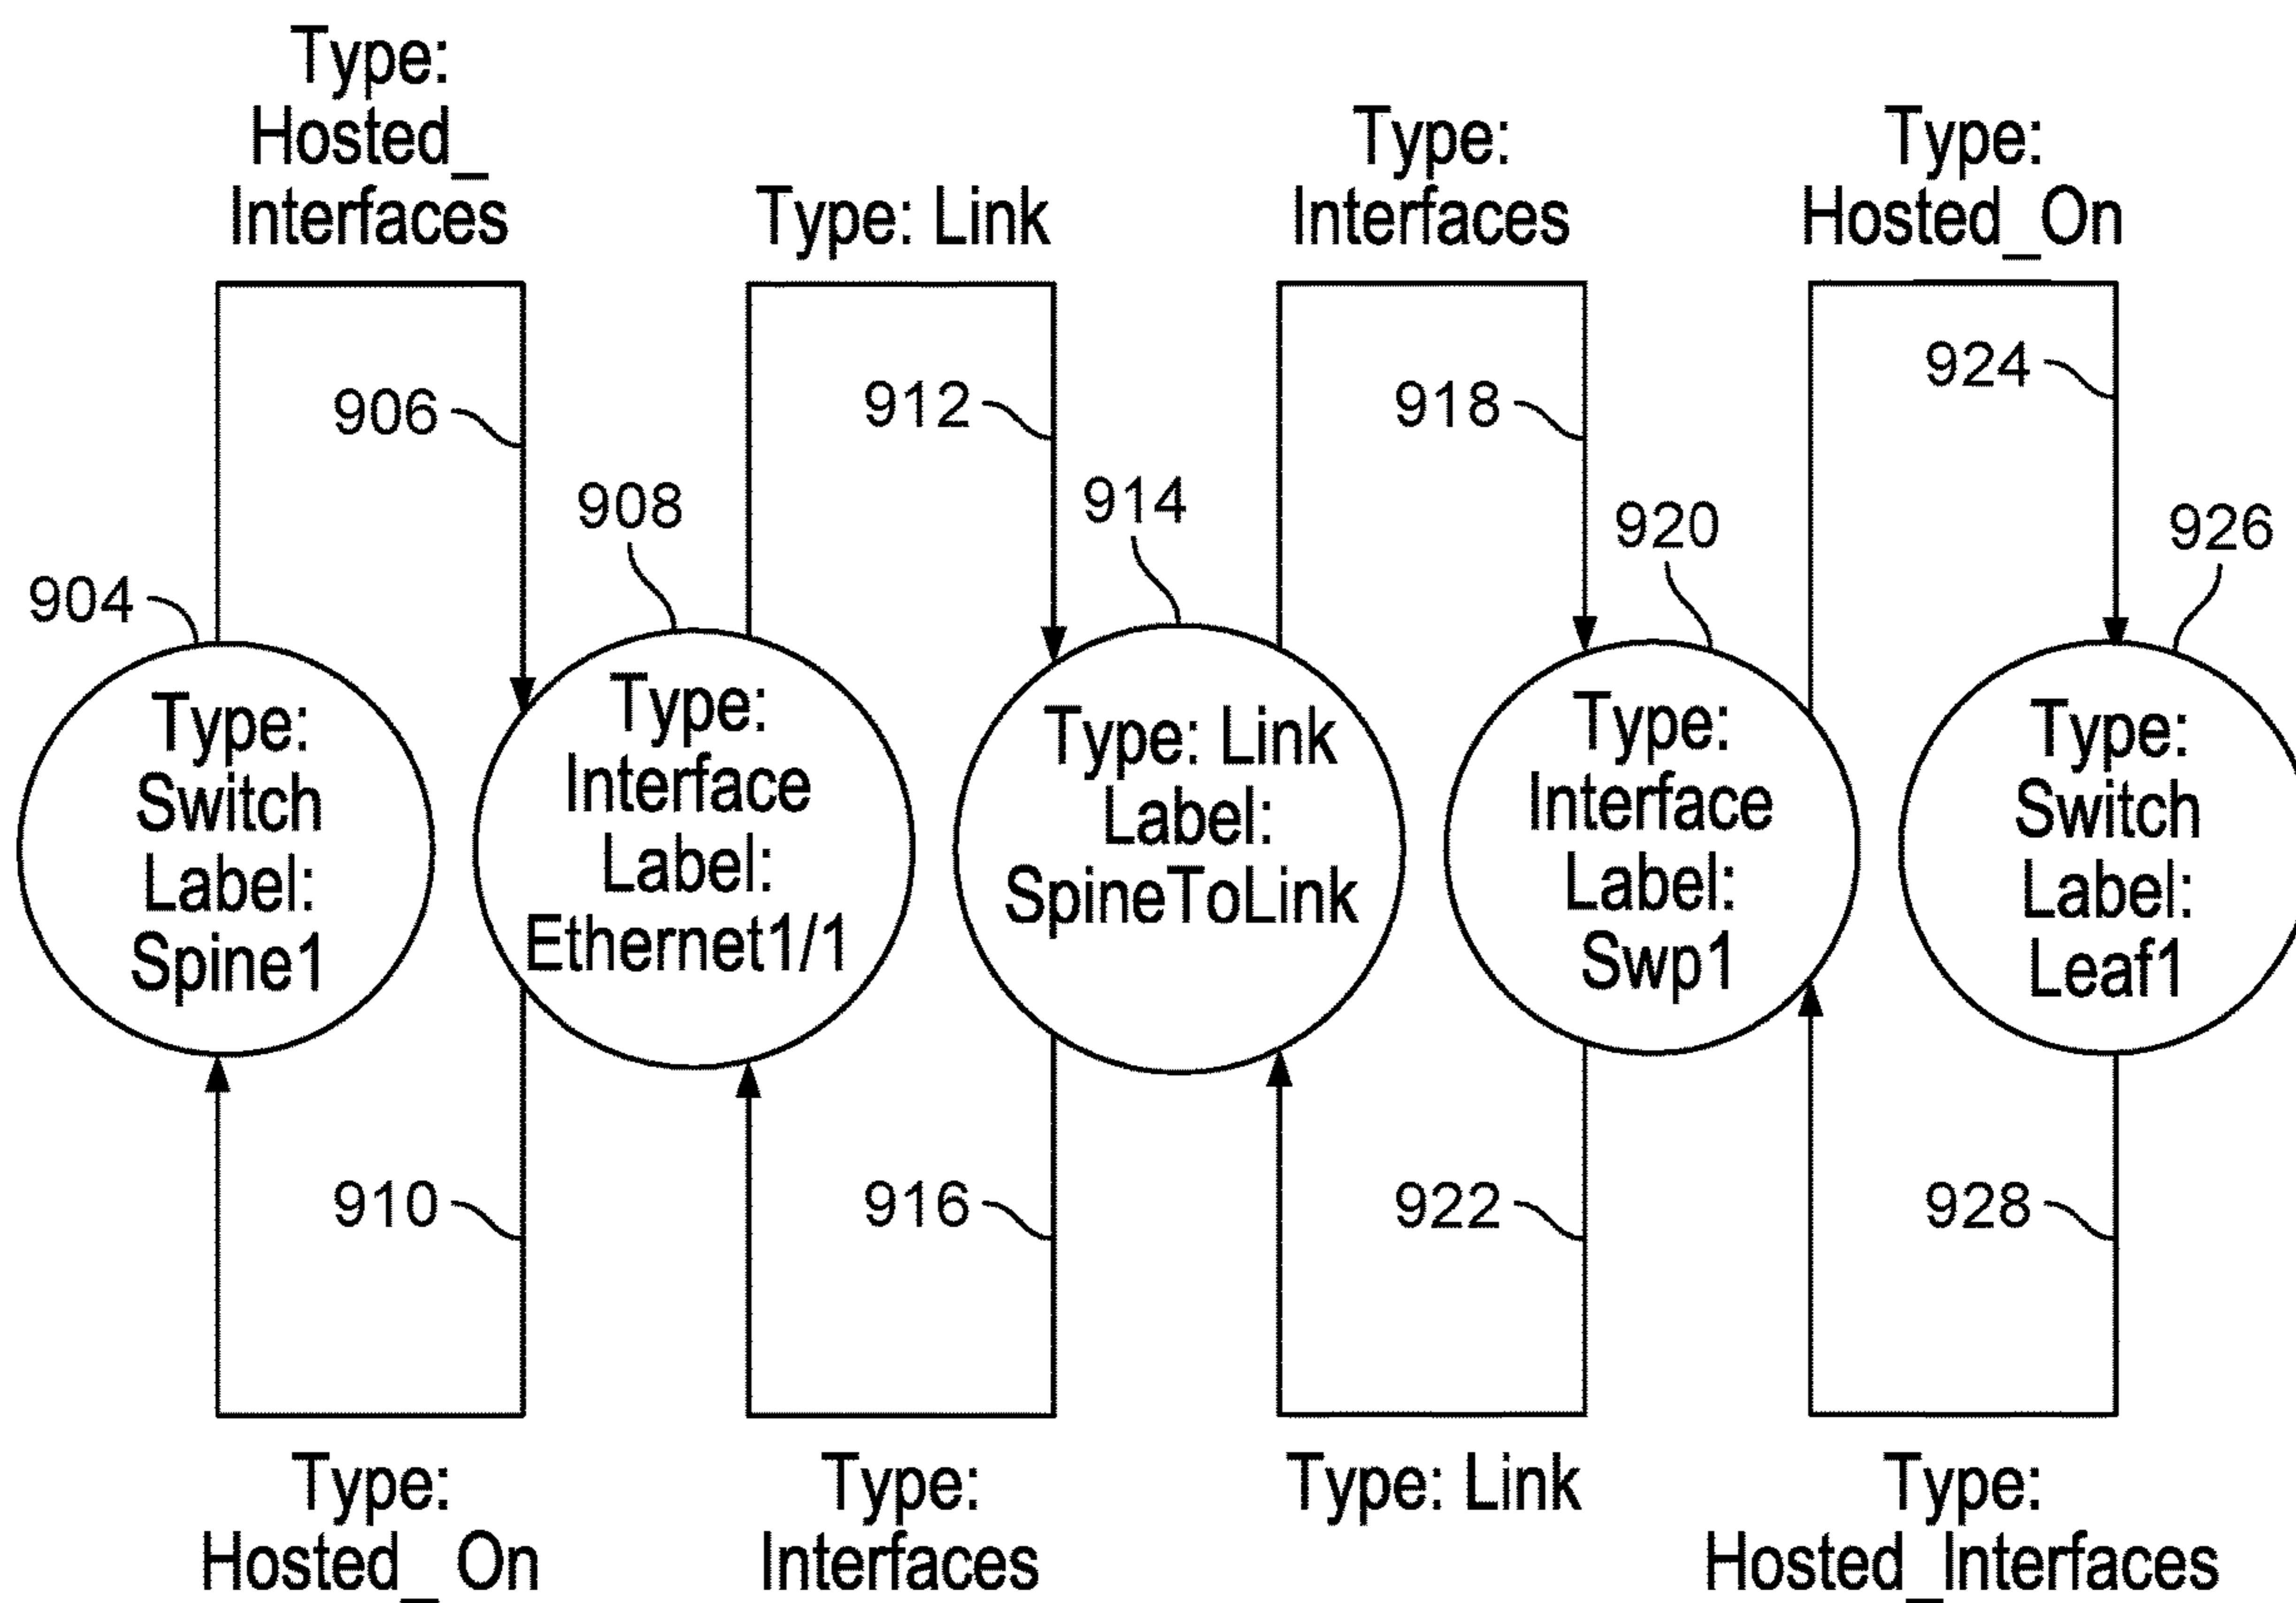 Type:
Hosted_
Interfaces
Type: Link
Type:
Interfaces
Type:
Hosted_On
906
912
918
924
904
908
914
920
926
Type:
Switch
Label:
Spine1
Type:
Interface
Label:
Ethernet1/1
Type: Link
Label:
SpineToLink
Type:
Interface
Label:
Swp1
Type:
Switch
Label:
Leaf1
910
916
922
928
Type:
Hosted_ On
Type:
Interfaces
Type: Link
Type:
Hosted_Interfaces